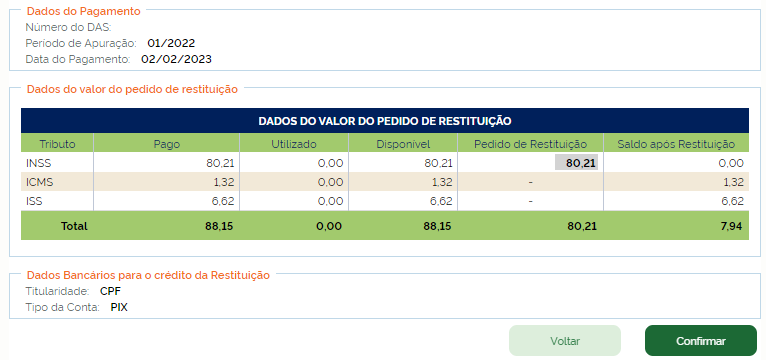 Dados do Pagamento
Número do DAS:
Período de Apuração: 01/2022
Data do Pagamento: 02/02/2023
Dados do valor do pedido de restituição
DADOS DO VALOR DO PEDIDO DE RESTITUIÇÃO
Tributo Pago Utilizado Disponível Pedido de Restituição Saldo após Restituição
INSS 80,21 0,00 80,21 80,21 0,00
ICMS 1,32 0,00 1,32 - 1,32
ISS 6,62 0,00 6,62 - 6,62
Total 88,15 0,00 88,15 80,21 7,94
Dados Bancários para o crédito da Restituição
Titularidade: CPF
Tipo da Conta: PIX
Voltar Confirmar